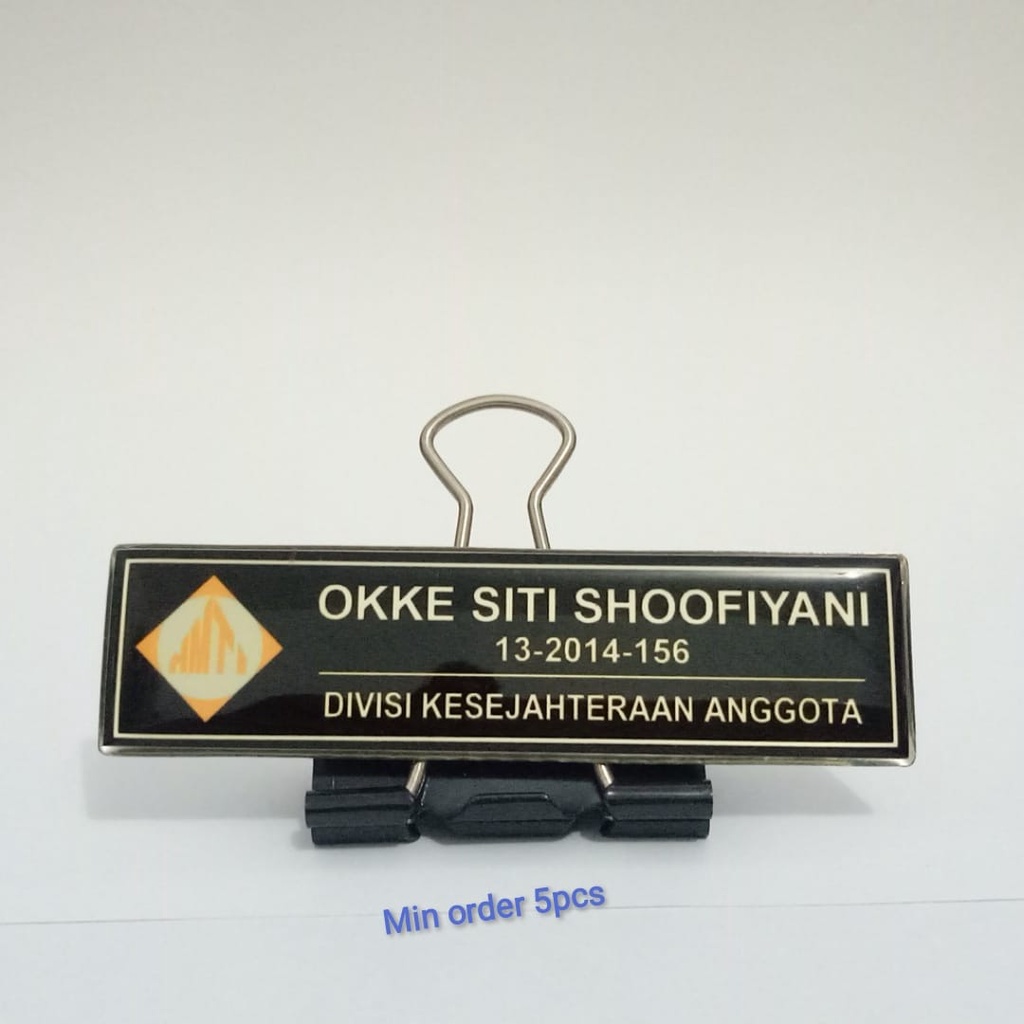 OKKE SITI SHOOFIYANI
13-2014-156
DIVISI KESEJAHTERAAN ANGGOTA
Min order 5pcs